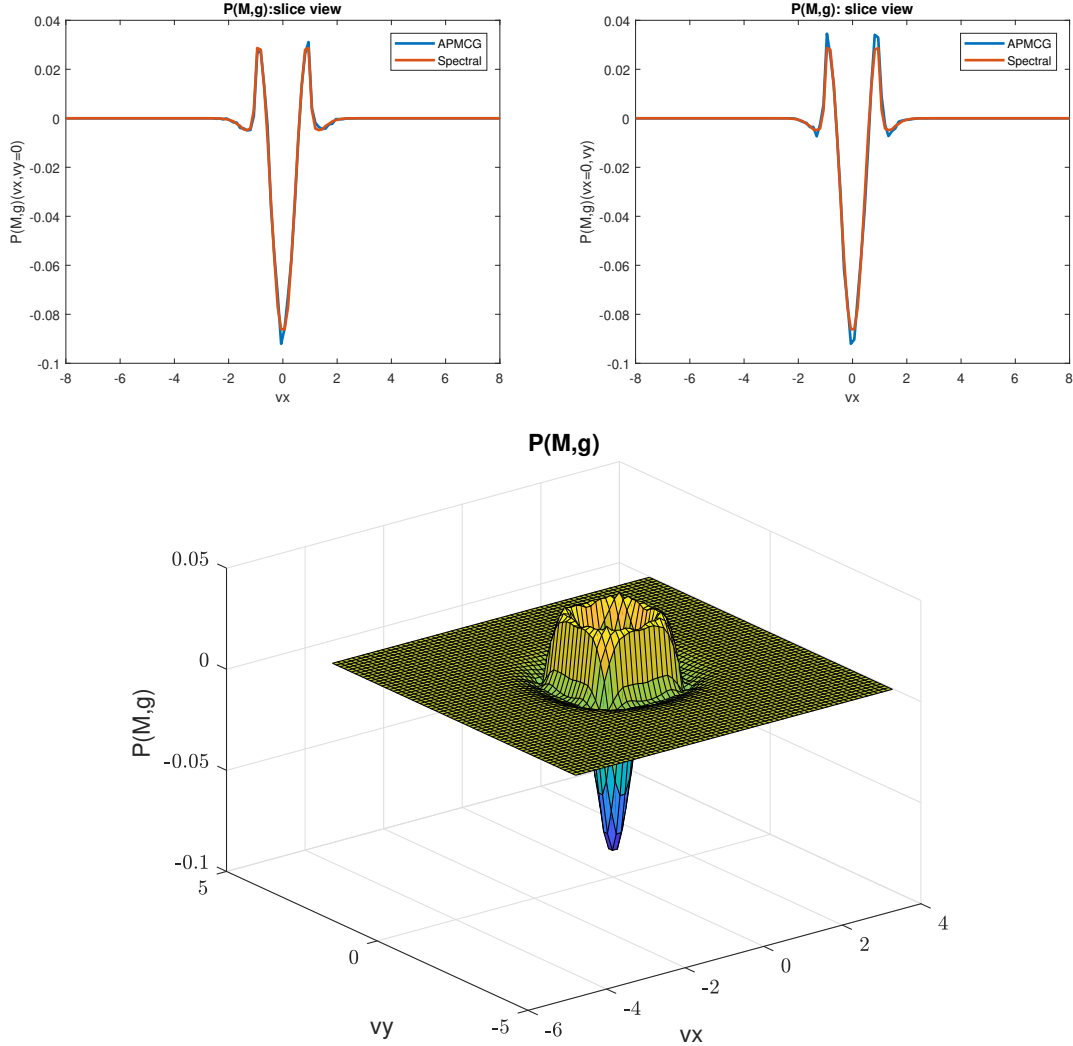 P(M,g):slice view
0.04
0.02
0
-0.02
-0.04
-0.06
-0.08
-0.1
P(M,g)(vx,vy=0)
APMCG
Spectral
-8 -6 -4 -2 0 2 4 6 8
vx
P(M,g): slice view
0.04
0.02
0
-0.02
-0.04
-0.06
-0.08
-0.1
P(M,g)(vx=0,vy)
APMCG
Spectral
-8 -6 -4 -2 0 2 4 6 8
vx
P(M,g)
0.05
0
-0.05
-0.1
P(M,g)
5
0
-5
vy
-6
-4
-2
0
2
4
vx